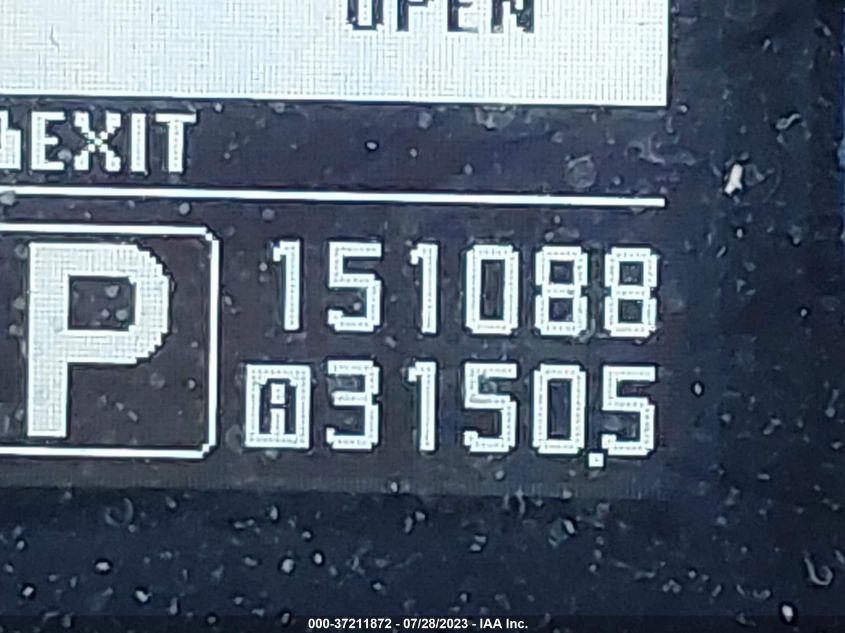 OPEN
EXIT
P
151088
A 3150.5
000-37211872 - 07/28/2023 - IAA Inc.